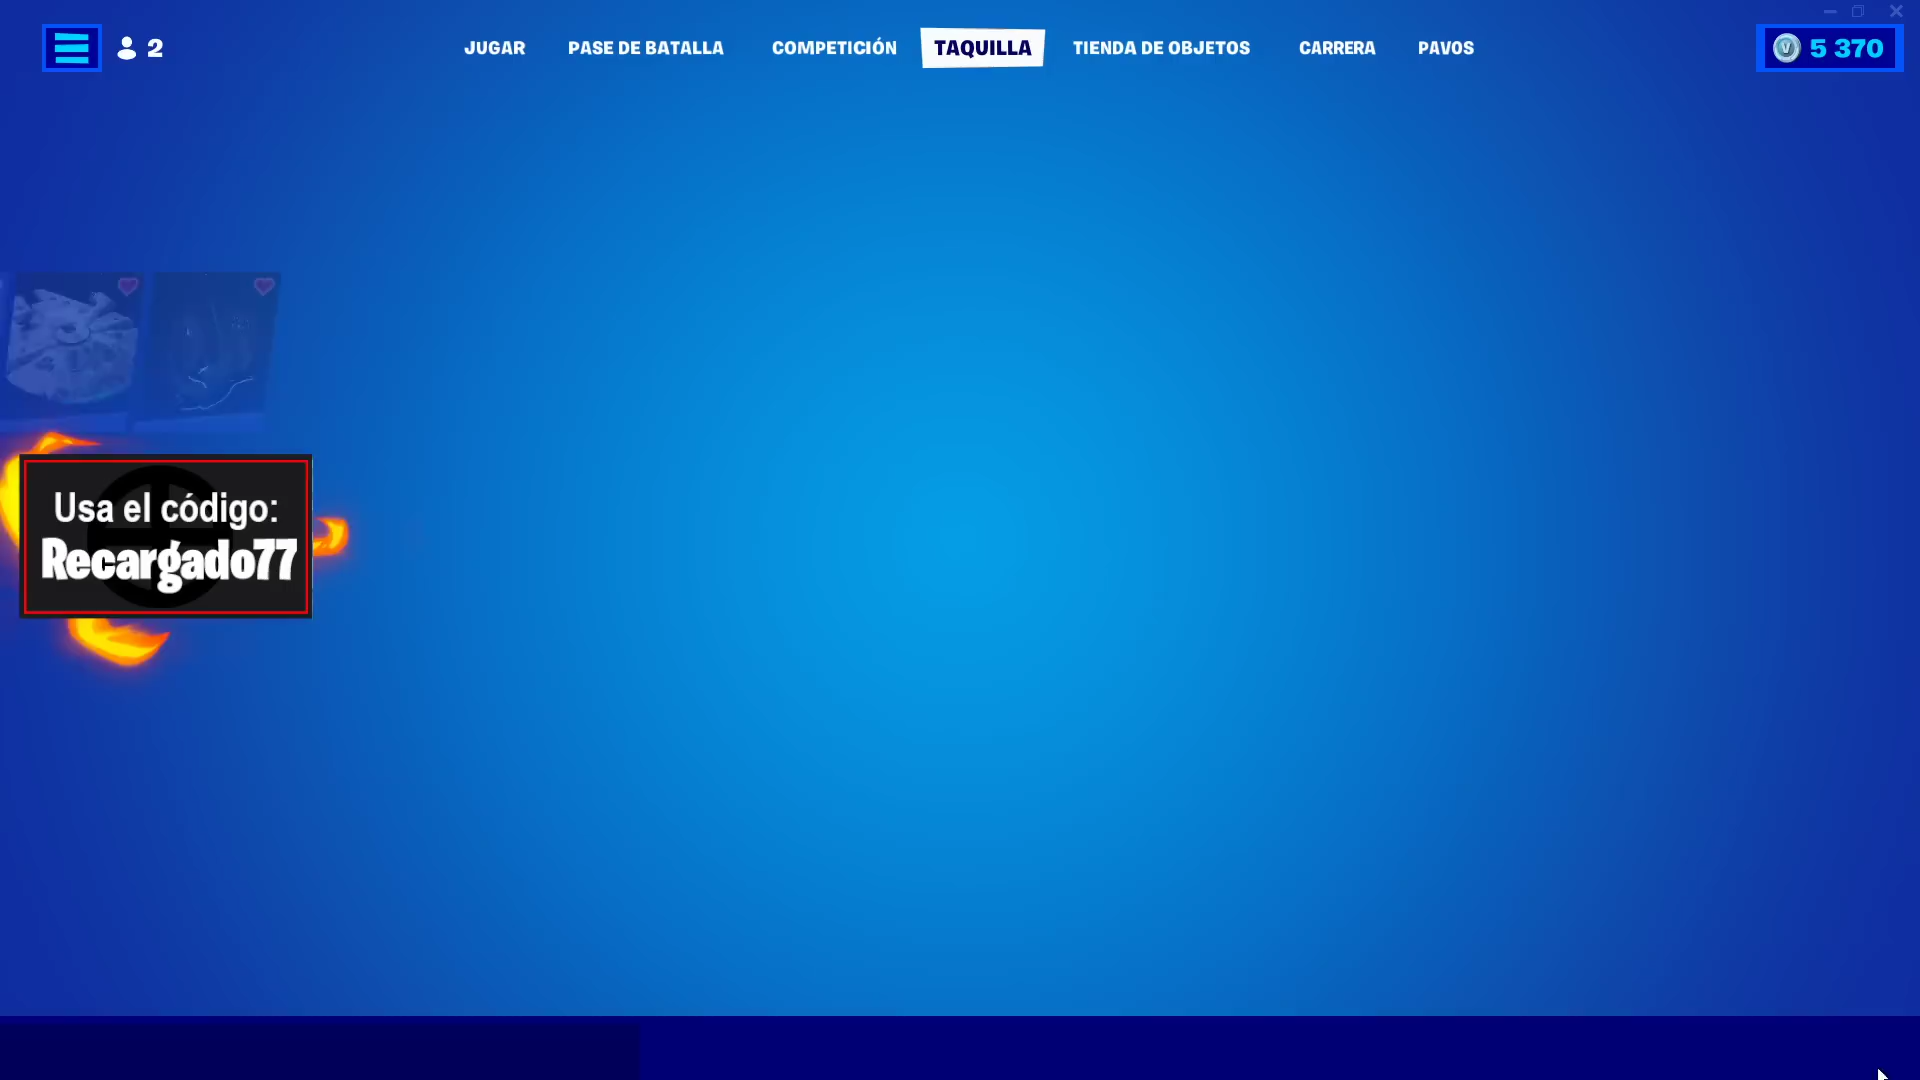 2
JUGAR
PASE DE BATALLA
COMPETICIÓN
TAQUILLA
TIENDA DE OBJETOS
CARRERA
PAVOS
V
5 370
Usa el código:
Recargado77